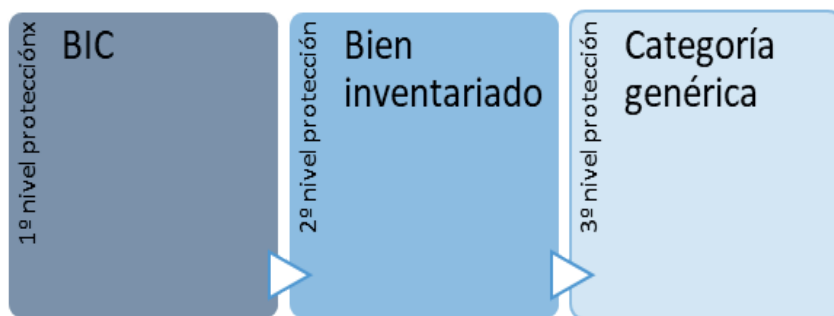 1º nivel protecciónx
BIC
2º nivel protección
Bien
inventariado
3º nivel protección
Categoría
genérica